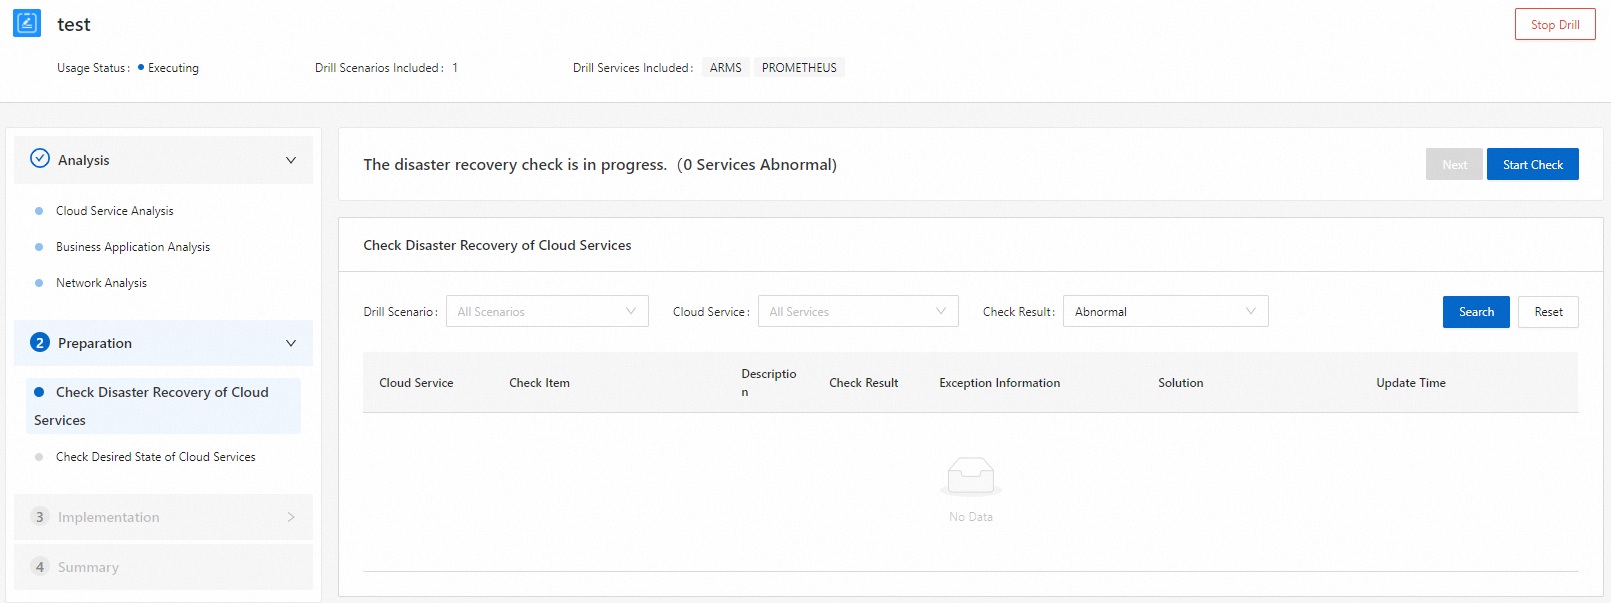 test
Stop Drill
Usage Status: Executing
Drill Scenarios Included: 1
Drill Services Included: ARMS PROMETHEUS
Analysis
Cloud Service Analysis
Business Application Analysis
Network Analysis
2 Preparation
Check Disaster Recovery of Cloud
Services
Check Desired State of Cloud Services
3 Implementation
4 Summary
The disaster recovery check is in progress. (0 Services Abnormal)
Next
Start Check
Check Disaster Recovery of Cloud Services
Drill Scenario: All Scenarios
Cloud Service: All Services
Check Result: Abnormal
Search
Reset
Cloud Service
Check Item
Descriptio
n
Check Result
Exception Information
Solution
Update Time
No Data